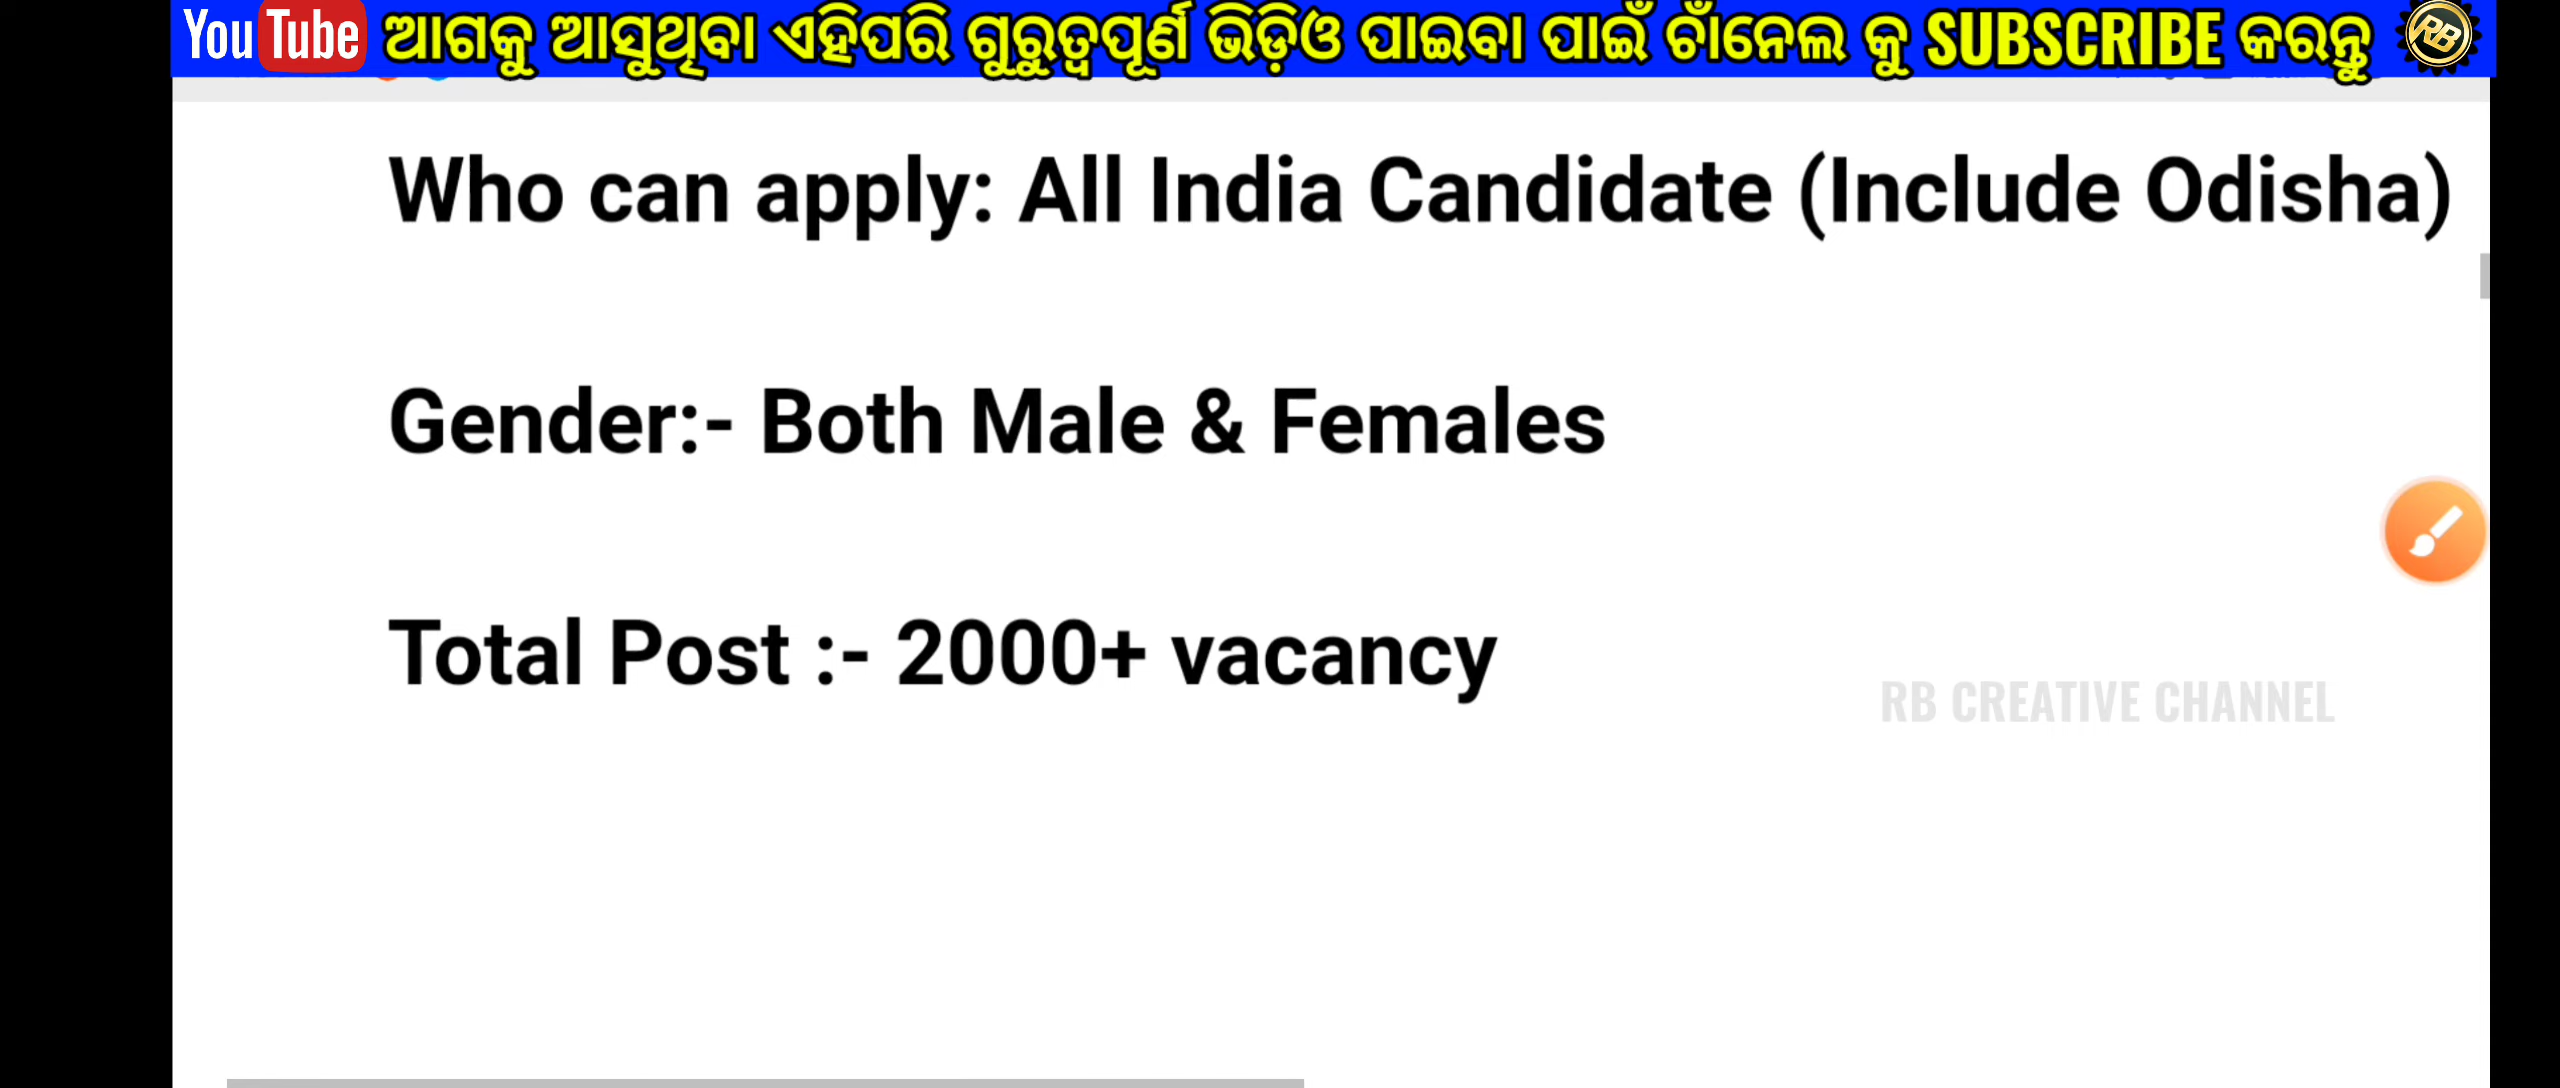 YouTube ଆଗକୁ ଆସୁଥିବା ଏହିପରି ଗୁରୁତ୍ୱପୂର୍ଣ ଭିଡ଼ିଓ ପାଇବା ପାଇଁ ଚାଁନେଲ କୁ SUBSCRIBE କରନ୍ତୁ RB
Who can apply: All India Candidate (Include Odisha)
Gender:- Both Male & Females
Total Post :- 2000+ vacancy
RB CREATIVE CHANNEL